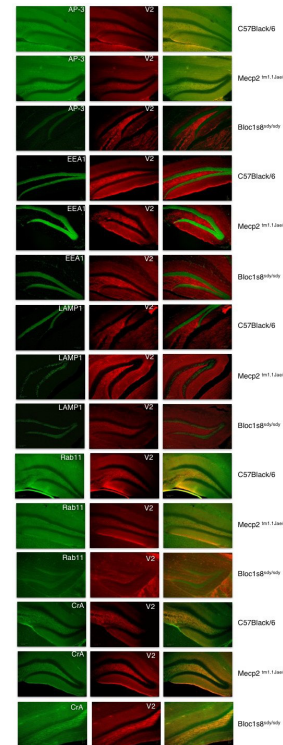 AP-3 V2 C57Black/6
AP-3 V2 Mecp2 tm1.1Jae
AP-3 V2 Bloc1s8sdy/sdy
EEA1 V2 C57Black/6
EEA1 V2 Mecp2 tm1.1Jae
EEA1 V2 Bloc1s8sdy/sdy
LAMP1 V2 C57Black/6
LAMP1 V2 Mecp2 tm1.1Jae
LAMP1 V2 Bloc1s8sdy/sdy
Rab11 V2 C57Black/6
Rab11 V2 Mecp2 tm1.1Jae
Rab11 V2 Bloc1s8sdy/sdy
CrA V2 C57Black/6
CrA V2 Mecp2 tm1.1Jae
CrA V2 Bloc1s8sdy/sdy